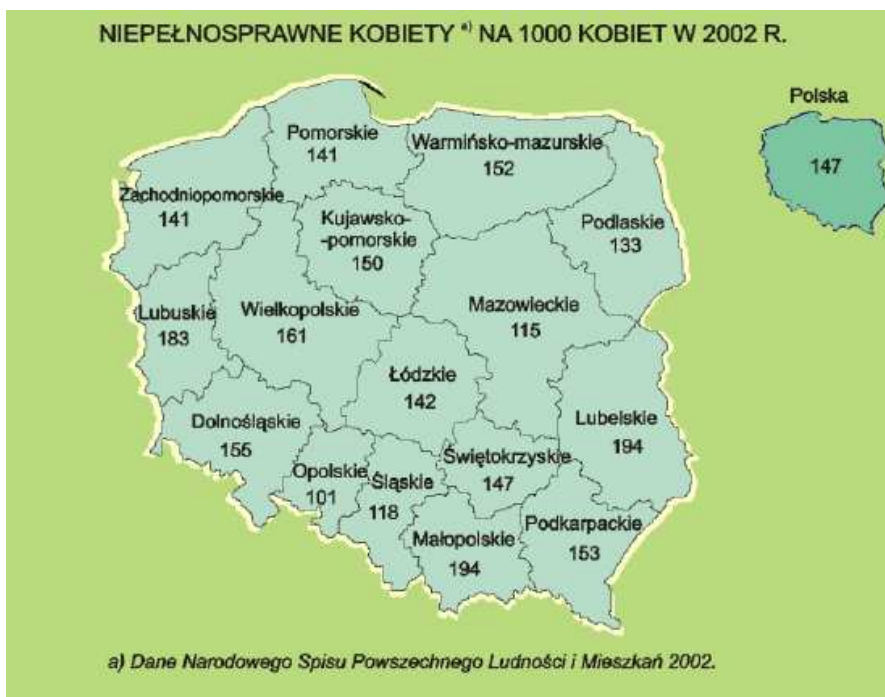 NIEPEŁNOSPRAWNE KOBIETY a) NA 1000 KOBIET W 2002 R.
Polska
147
Pomorskie
141
Warmińsko-mazurskie
152
Zachodniopomorskie
141
Kujawsko-
-pomorskie
150
Podlaskie
133
Lubuskie
183
Wielkopolskie
161
Mazowieckie
115
Łódzkie
142
Dolnośląskie
155
Lubelskie
194
Opolskie
101
Śląskie
118
Świętokrzyskie
147
Małopolskie
194
Podkarpackie
153
a) Dane Narodowego Spisu Powszechnego Ludności i Mieszkań 2002.